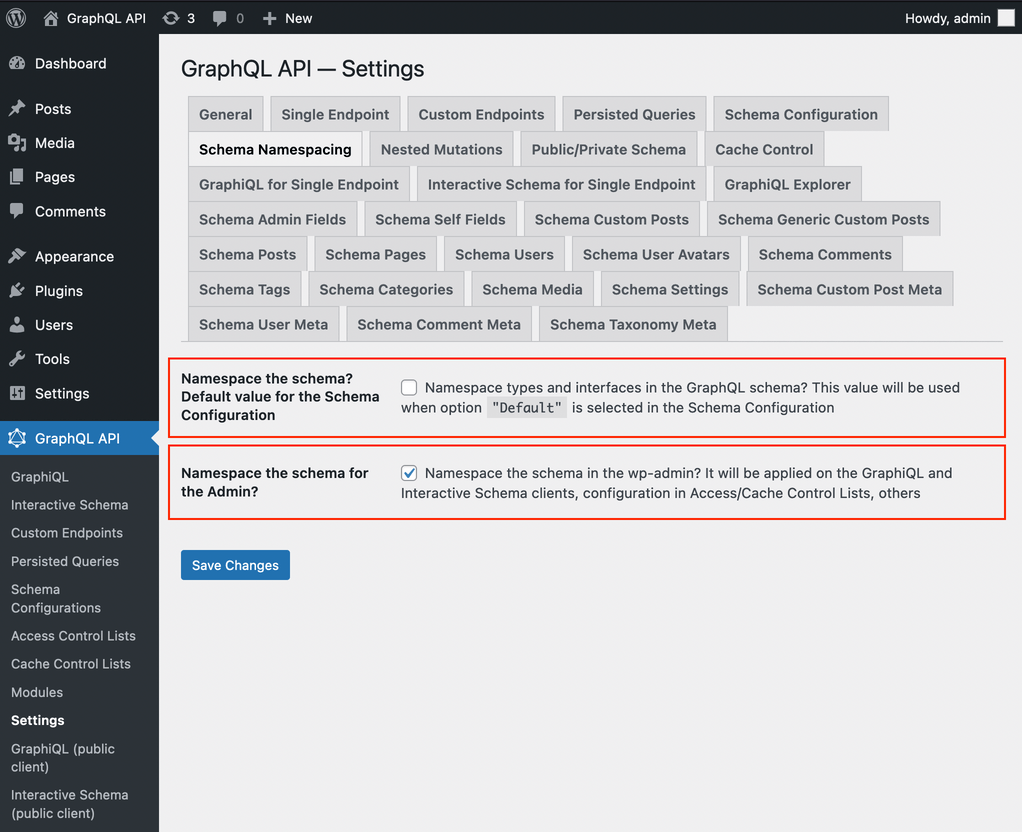 GraphQL API 3 0 New Howdy, admin
Dashboard
Posts
Media
Pages
Comments
Appearance
Plugins
Users
Tools
Settings
GraphQL API
GraphiQL
Interactive Schema
Custom Endpoints
Persisted Queries
Schema
Configurations
Access Control Lists
Cache Control Lists
Modules
Settings
GraphiQL (public
client)
Interactive Schema
(public client)
GraphQL API — Settings
General Single Endpoint Custom Endpoints Persisted Queries Schema Configuration
Schema Namespacing Nested Mutations Public/Private Schema Cache Control
GraphiQL for Single Endpoint Interactive Schema for Single Endpoint GraphiQL Explorer
Schema Admin Fields Schema Self Fields Schema Custom Posts Schema Generic Custom Posts
Schema Posts Schema Pages Schema Users Schema User Avatars Schema Comments
Schema Tags Schema Categories Schema Media Schema Settings Schema Custom Post Meta
Schema User Meta Schema Comment Meta Schema Taxonomy Meta
Namespace the schema?
Default value for the Schema
Configuration
Namespace types and interfaces in the GraphQL schema? This value will be used
when option "Default" is selected in the Schema Configuration
Namespace the schema for
the Admin?
Namespace the schema in the wp-admin? It will be applied on the GraphiQL and
Interactive Schema clients, configuration in Access/Cache Control Lists, others
Save Changes